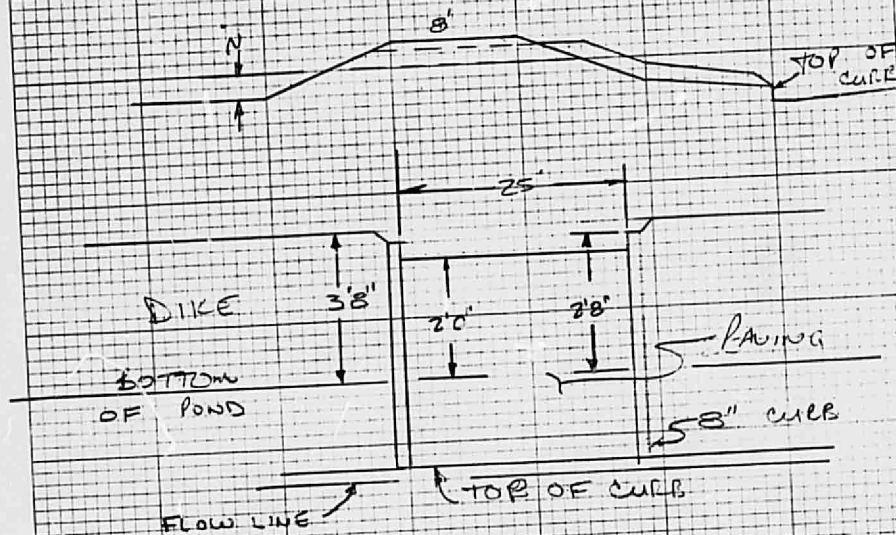 8'
N
TOP OF
CURB
25'
DIKE
3'8"
2'0"
2'8"
PAVING
BOTTOM
OF POND
8" CURB
TOP OF CURB
FLOW LINE